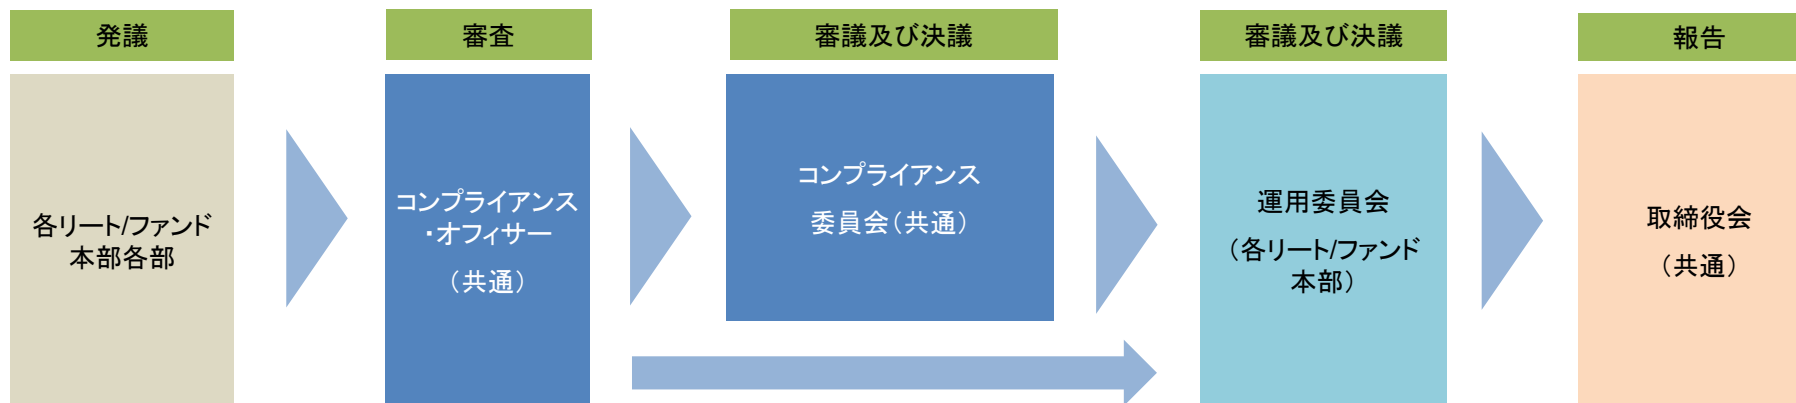 発議
審査
審議及び決議
審議及び決議
報告
各リート/ファンド
本部各部
コンプライアンス
・オフィサー
（共通）
コンプライアンス
委員会（共通）
運用委員会
（各リート/ファンド
本部）
取締役会
（共通）